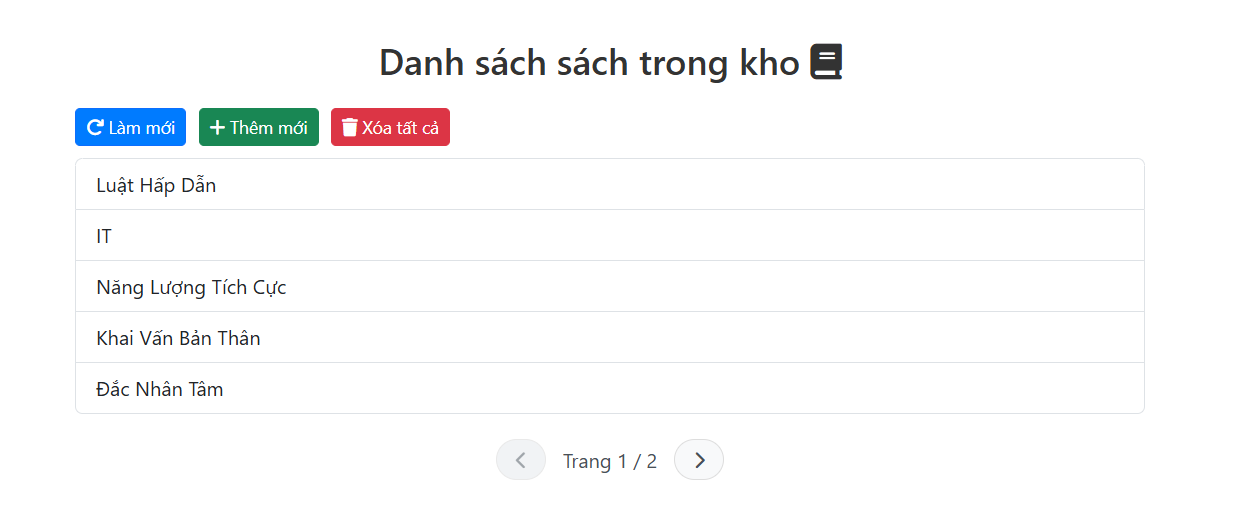 Danh sách sách trong kho
Làm mới Thêm mới Xóa tất cả
Luật Hấp Dẫn
IT
Năng Lượng Tích Cực
Khai Vấn Bản Thân
Đắc Nhân Tâm
Trang 1 / 2